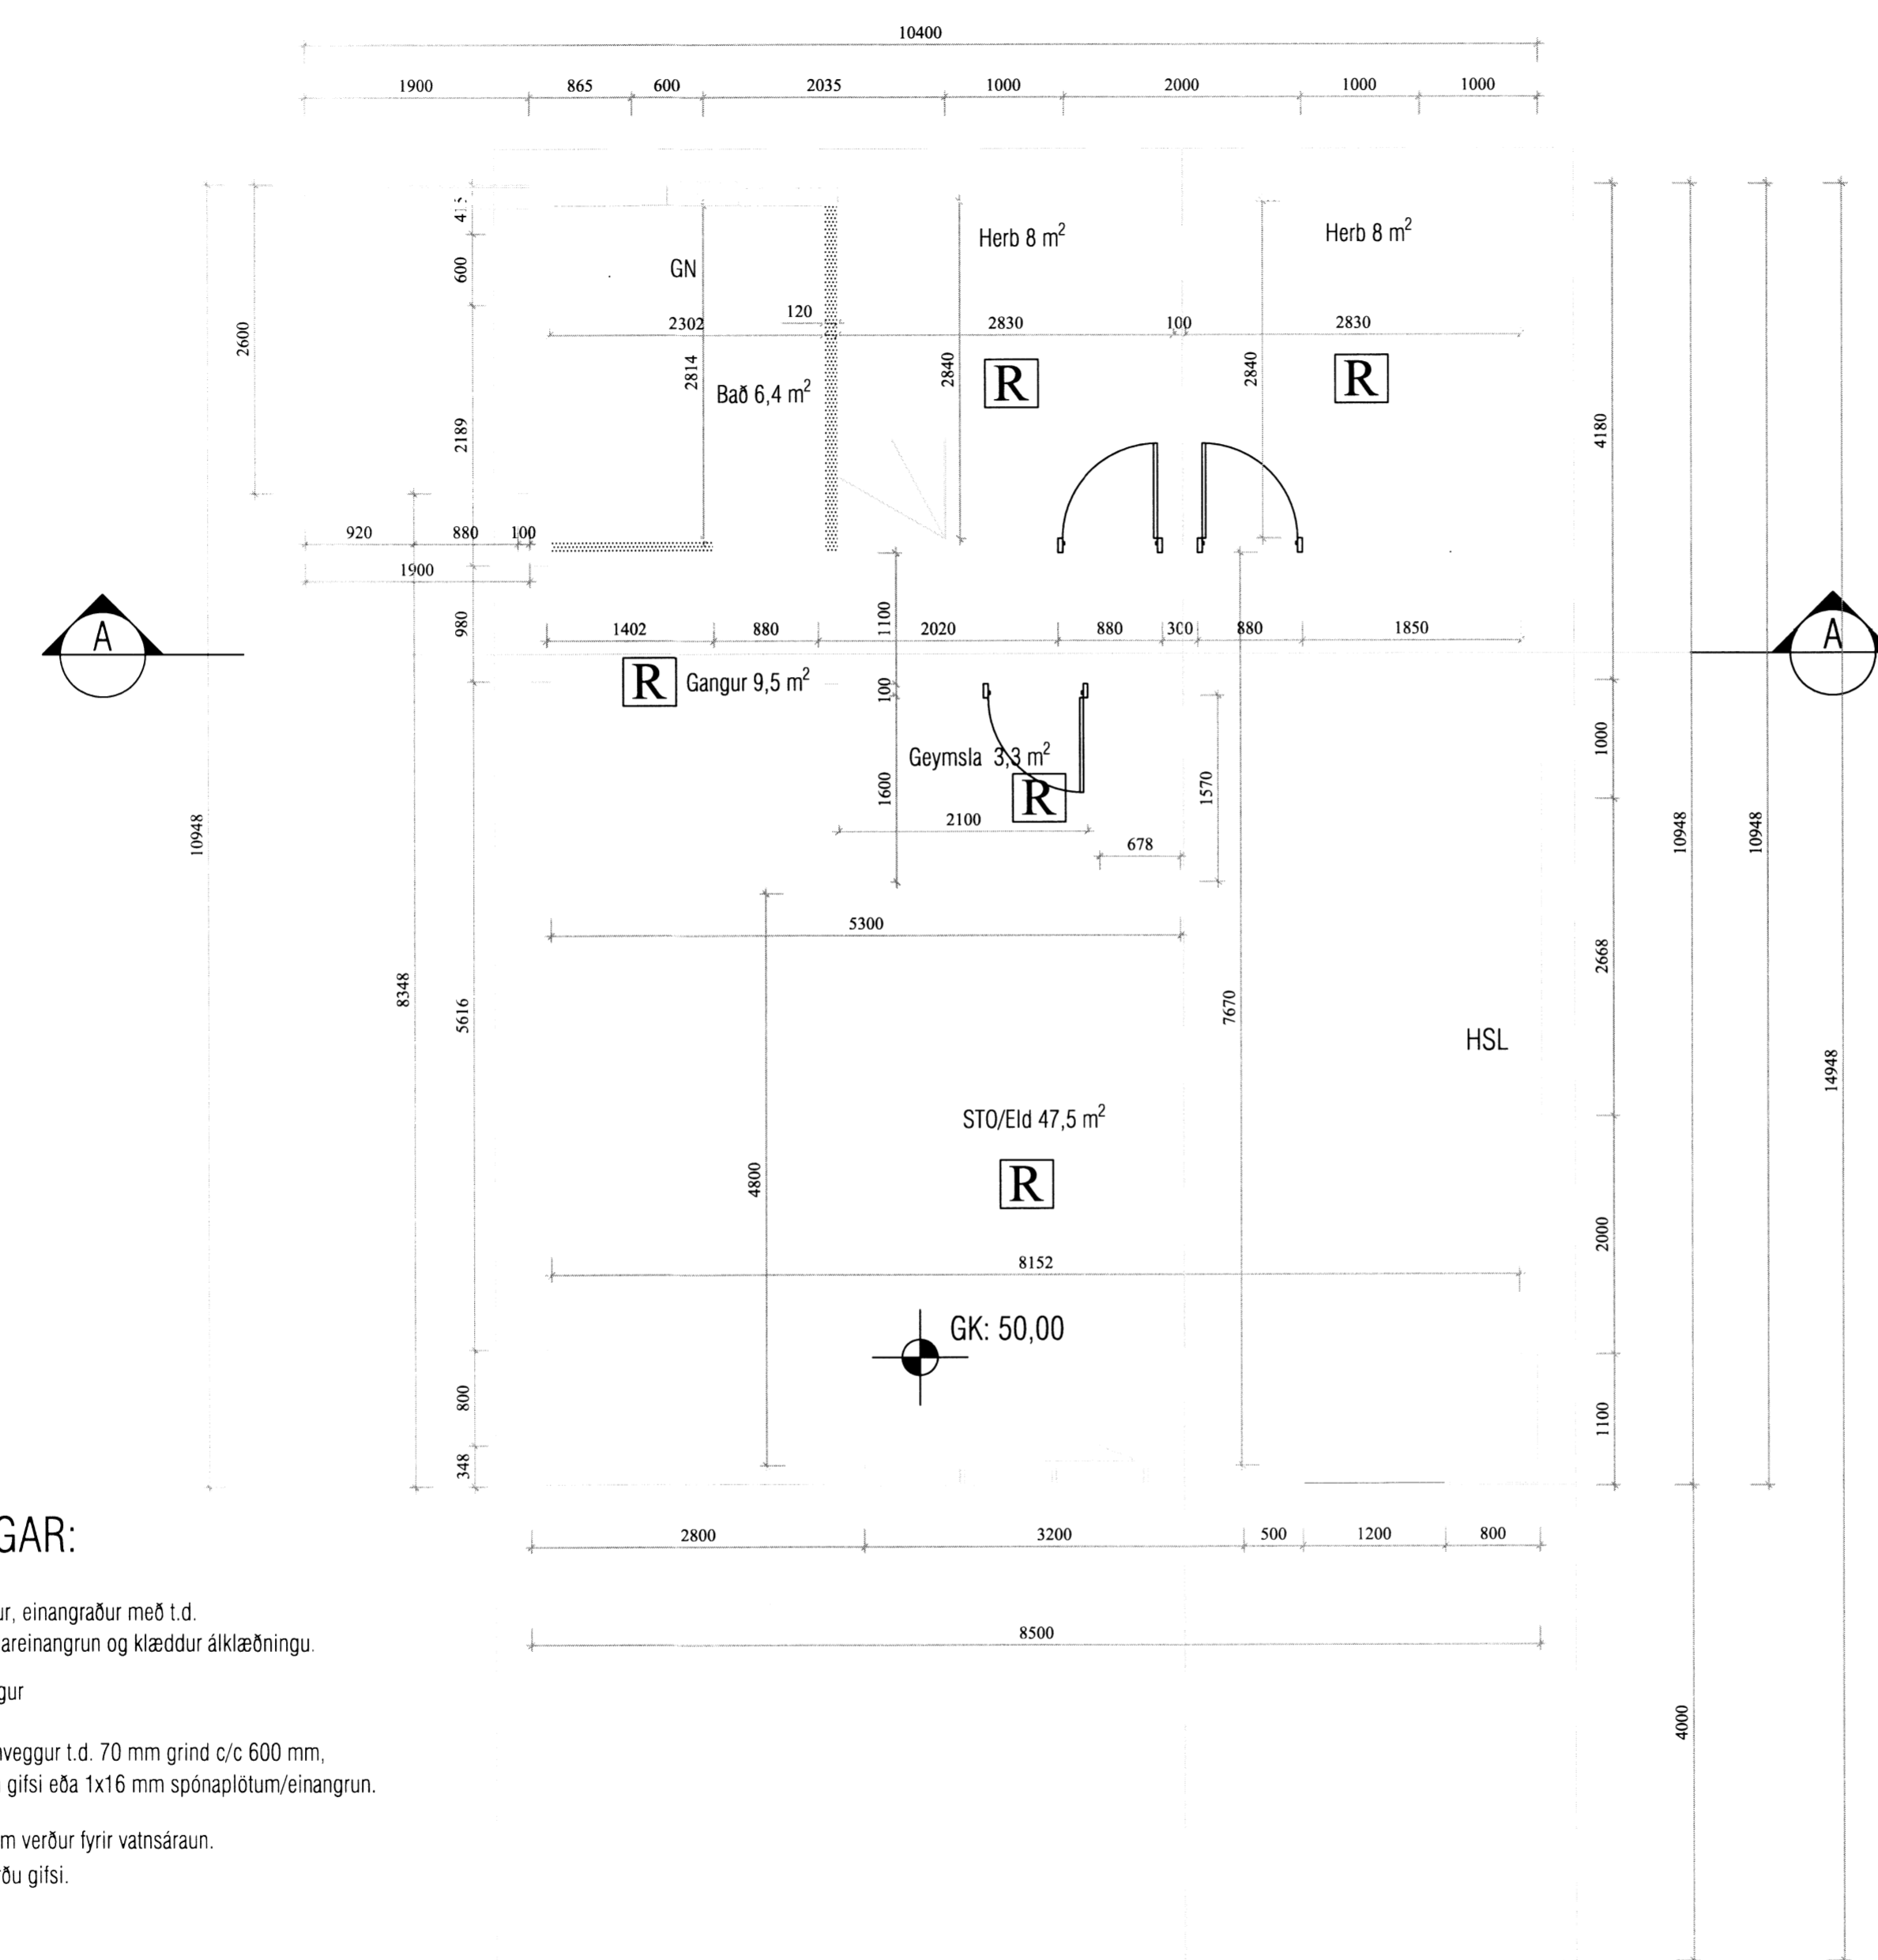 10400
1900 865 600 2035 1000 2000 1000 1000
Herb 8 m²
Herb 8 m²
GN
600
2600
120
2302 2830 100 2830
2814
2840
2840
R
R
Bað 6,4 m²
2189
4180
920 880 100
1900
980
1100
1402 880 2020 880 300 880 1850
A
A
R Gangur 9,5 m²
100
1000
Geymsla 3,3 m²
R
1600
1570
2100
678
10948
10948
10948
5300
8348
5616
7670
2668
HSL
14948
STO/Eld 47,5 m²
R
4800
2000
8152
GK: 50,00
800
348
1100
GAR:
2800 3200 500 1200 800
ur, einangraður með t.d.
areinangrun og klæddur álklæðningu.
8500
gur
4000
veggur t.d. 70 mm grind c/c 600 mm,
gifsi eða 1x16 mm spónaplötum/einangrun.
m verður fyrir vatnsáraun.
ðu gifsi.